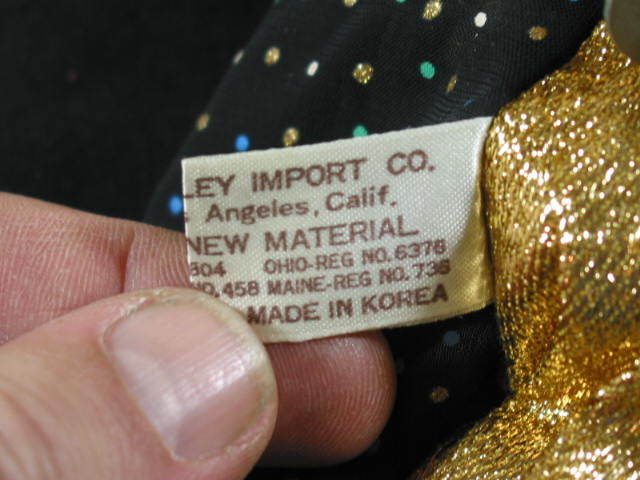 LEY IMPORT CO.
Angeles, Calif.
NEW MATERIAL
304 OHIO-REG NO. 6378
NO. 458 MAINE-REG NO. 736
MADE IN KOREA